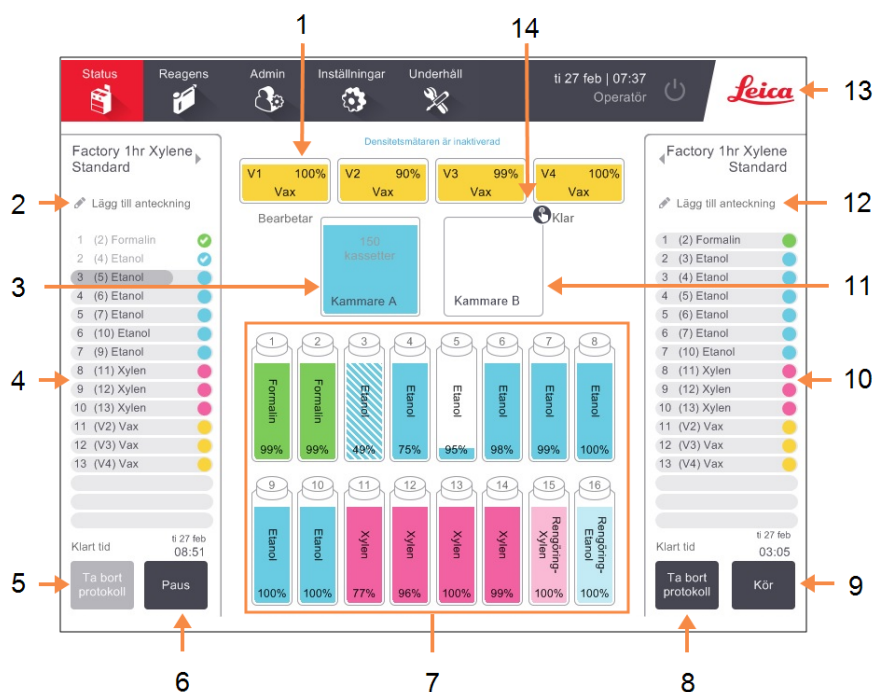 1
14
Status
Reagens
Admin
Inställningar
Underhåll
ti 27 feb | 07:37
Operatör
Leica
13
Factory 1hr Xylene
Standard
2
Lägg till anteckning
1 (2) Formalin
2 (4) Etanol
3 (5) Etanol
4 (6) Etanol
5 (7) Etanol
6 (10) Etanol
7 (9) Etanol
8 (11) Xylen
9 (12) Xylen
10 (13) Xylen
11 (V2) Vax
12 (V3) Vax
13 (V4) Vax
4
Klart tid
ti 27 feb
08:51
5
Ta bort
protokoll
Paus
6
Densitetsmätaren är inaktiverad
V1 100%
Vax
V2 90%
Vax
V3 99%
Vax
V4 100%
Vax
Bearbetar
Klar
3
150
kassetter
Kammare A
Kammare B
11
1
Formalin
99%
2
Formalin
99%
3
Etanol
49%
4
Etanol
75%
5
Etanol
95%
6
Etanol
98%
7
Etanol
99%
8
Etanol
100%
9
Etanol
100%
10
Etanol
100%
11
Xylen
77%
12
Xylen
96%
13
Xylen
100%
14
Xylen
99%
15
Rengöring-
Xylen
100%
16
Rengöring-
Etanol
100%
7
Factory 1hr Xylene
Standard
Lägg till anteckning
12
1 (2) Formalin
2 (3) Etanol
3 (4) Etanol
4 (5) Etanol
5 (6) Etanol
6 (7) Etanol
7 (10) Etanol
8 (11) Xylen
9 (12) Xylen
10 (13) Xylen
11 (V2) Vax
12 (V3) Vax
13 (V4) Vax
10
Klart tid
ti 27 feb
03:05
Ta bort
protokoll
Kör
9
8